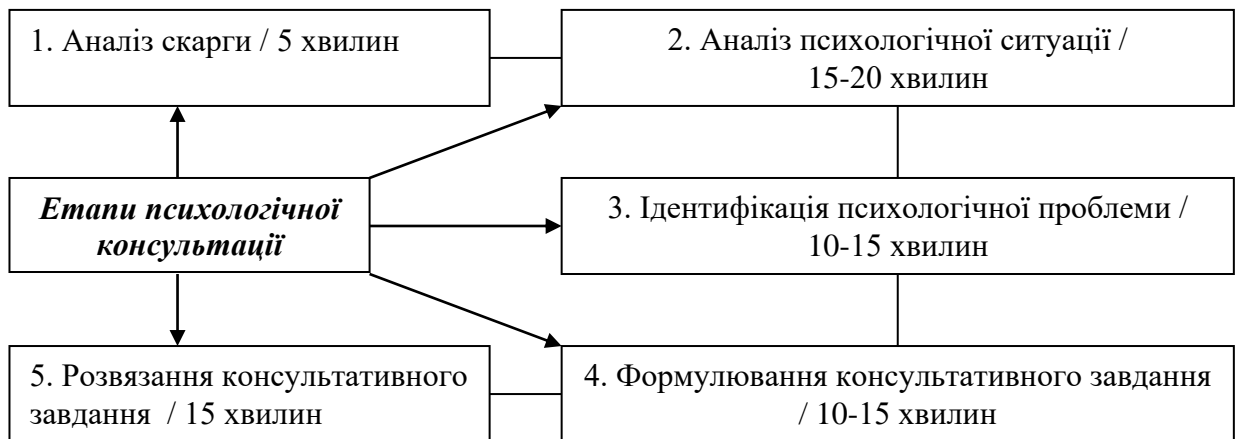 1. Аналіз скарги / 5 хвилин
2. Аналіз психологічної ситуації /
15-20 хвилин
Етапи психологічної
консультації
3. Ідентифікація психологічної проблеми /
10-15 хвилин
5. Розвязання консультативного
завдання / 15 хвилин
4. Формулювання консультативного завдання
/ 10-15 хвилин